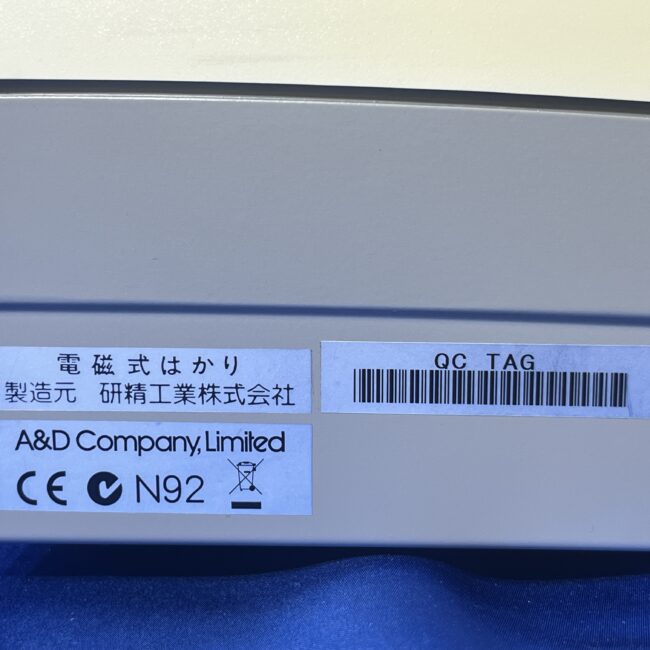 電磁式はかり
製造元 研精工業株式会社
QC TAG
A&D Company, Limited
CE N92